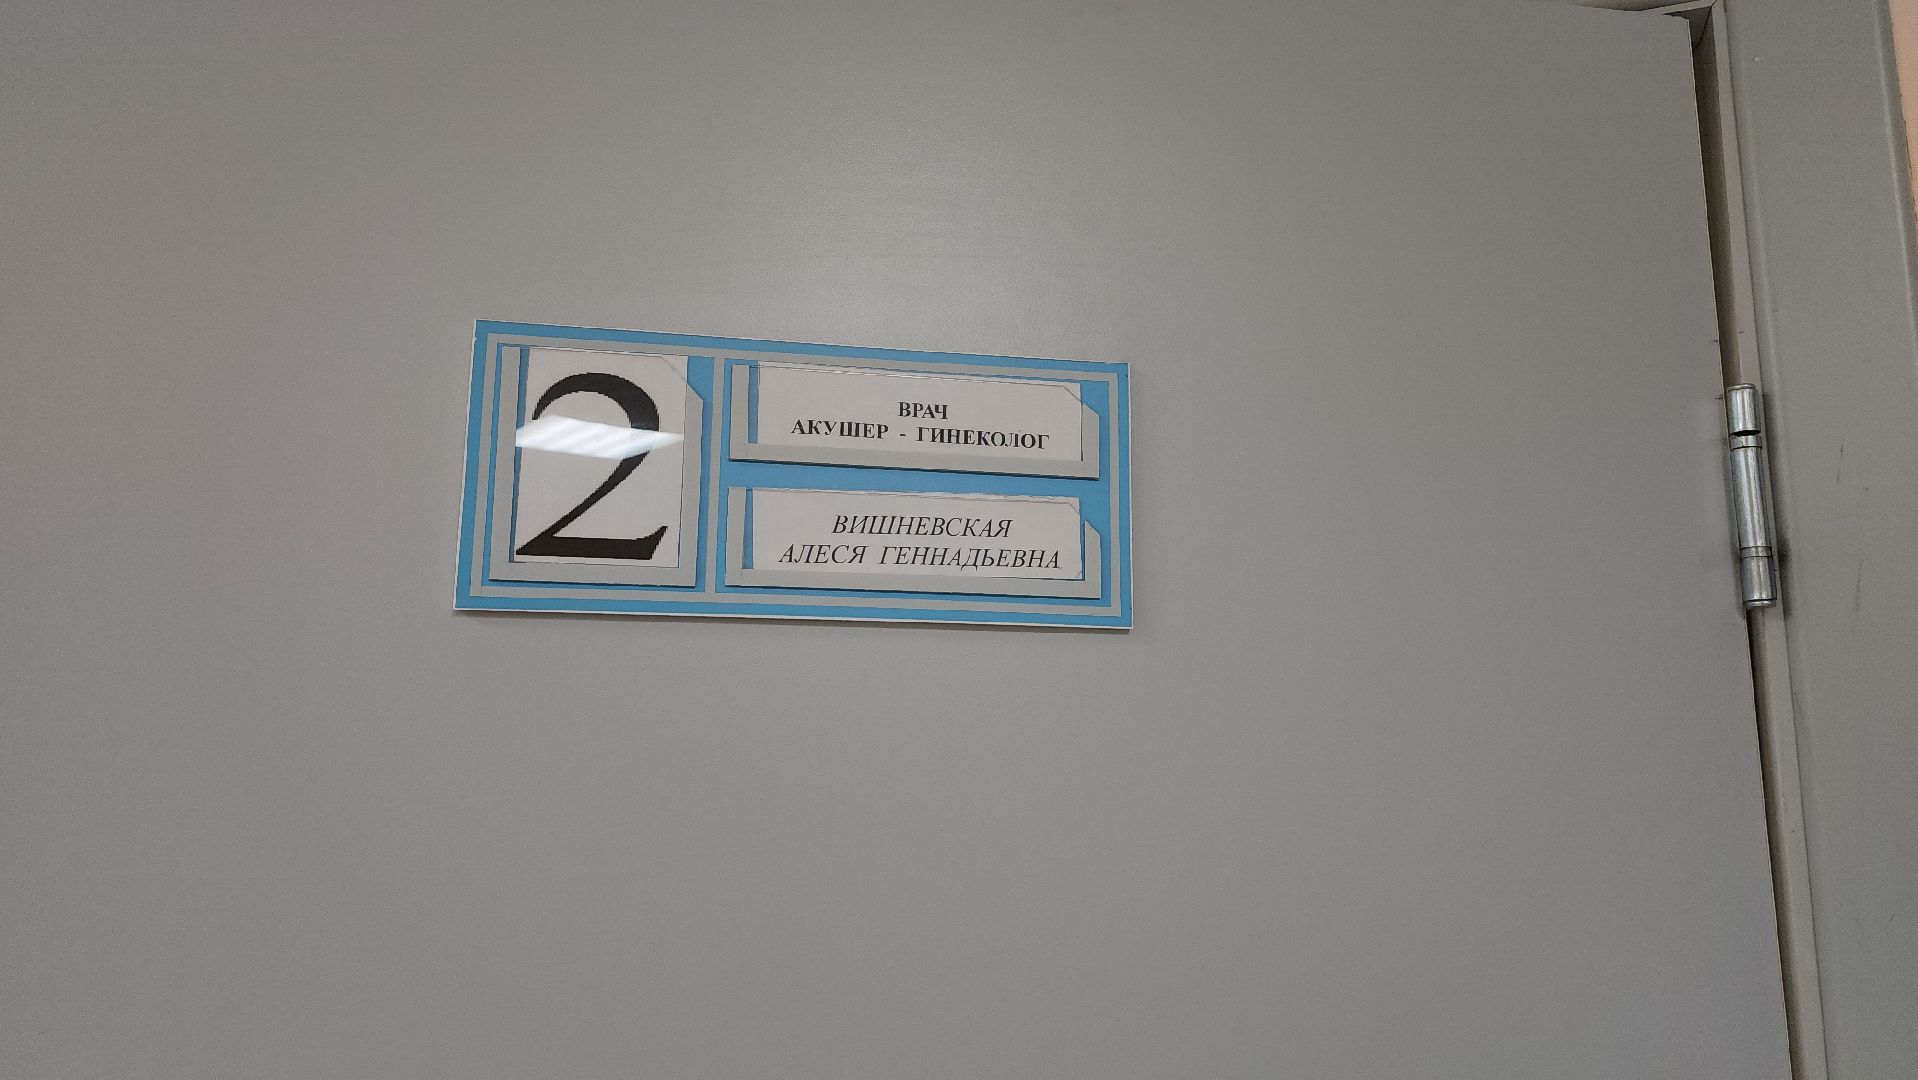 2
ВРАЧ
АКУШЕР - ГИНЕКОЛОГ
ВИШНЕВСКАЯ
АЛЕСЯ ГЕННАДЬЕВНА